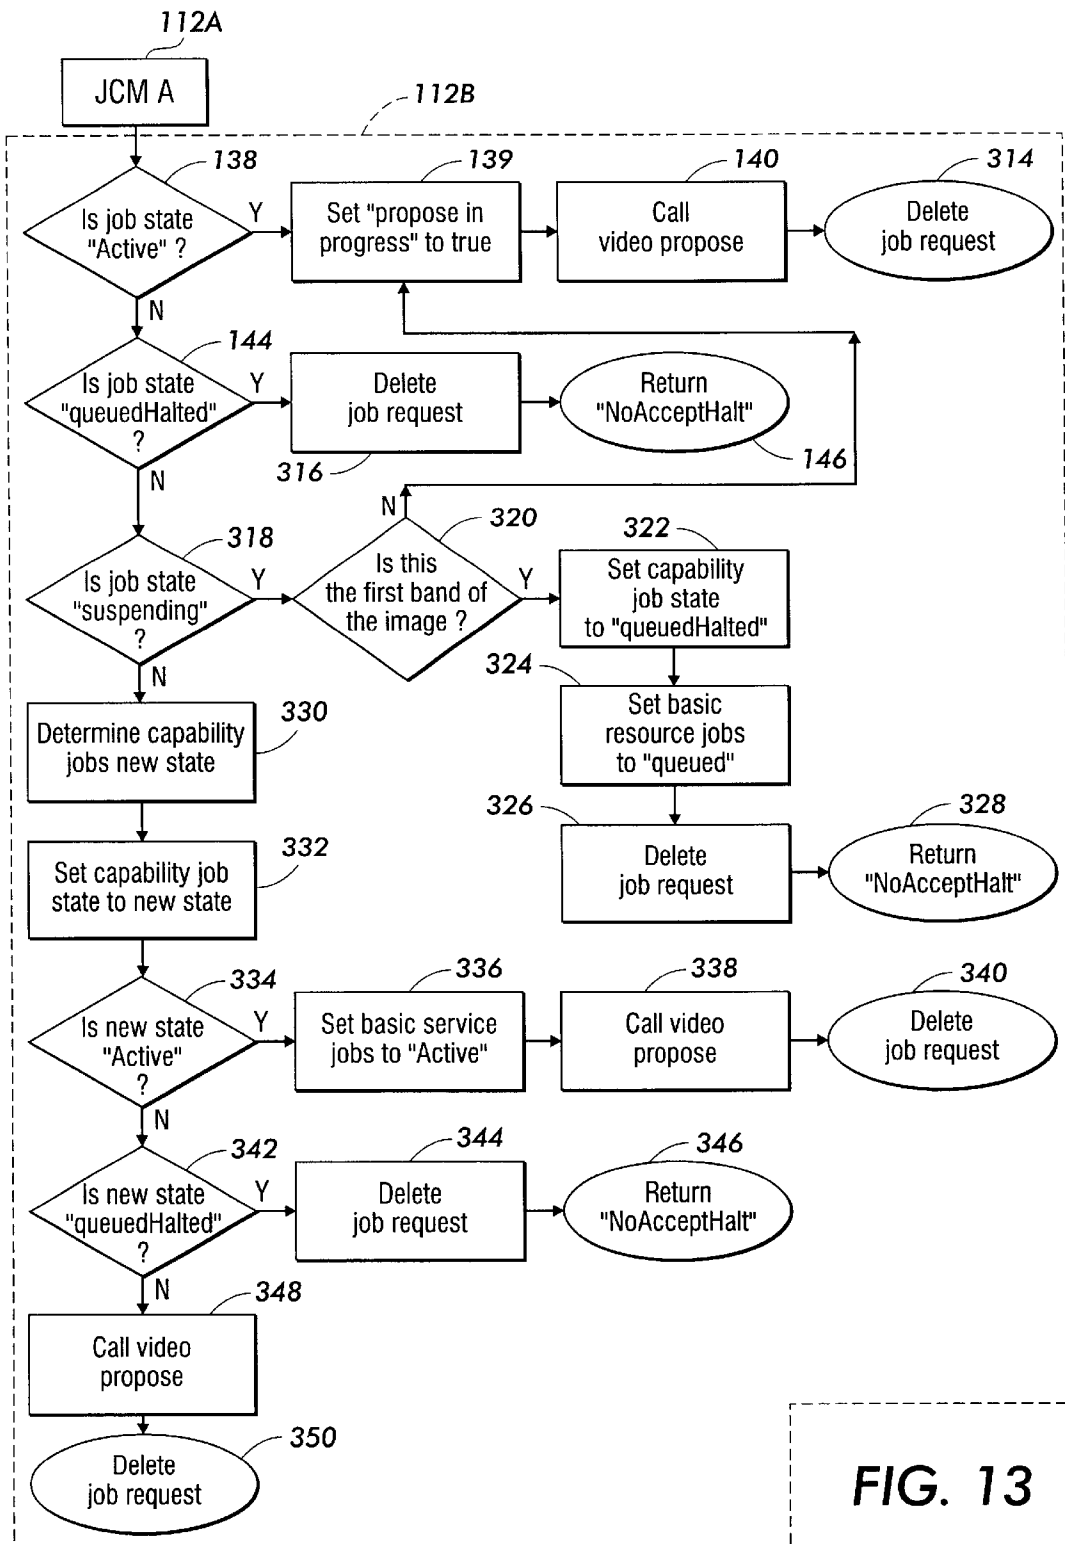 112A
JCM A
112B
138
139
140
314
Is job state
"Active" ?
Y
Set "propose in
progress" to true
Call
video propose
Delete
job request
N
144
Is job state
"queuedHalted"
?
Y
Delete
job request
316
Return
"NoAcceptHalt"
146
N
318
Is job state
"suspending"
?
Y
N
320
Is this
the first band of
the image ?
Y
322
Set capability
job state
to "queuedHalted"
324
Set basic
resource jobs
to "queued"
326
Delete
job request
328
Return
"NoAcceptHalt"
N
330
Determine capability
jobs new state
332
Set capability job
state to new state
334
Is new state
"Active"
?
Y
336
Set basic service
jobs to "Active"
338
Call video
propose
340
Delete
job request
N
342
Is new state
"queuedHalted"
?
Y
344
Delete
job request
346
Return
"NoAcceptHalt"
N
348
Call video
propose
350
Delete
job request
FIG. 13